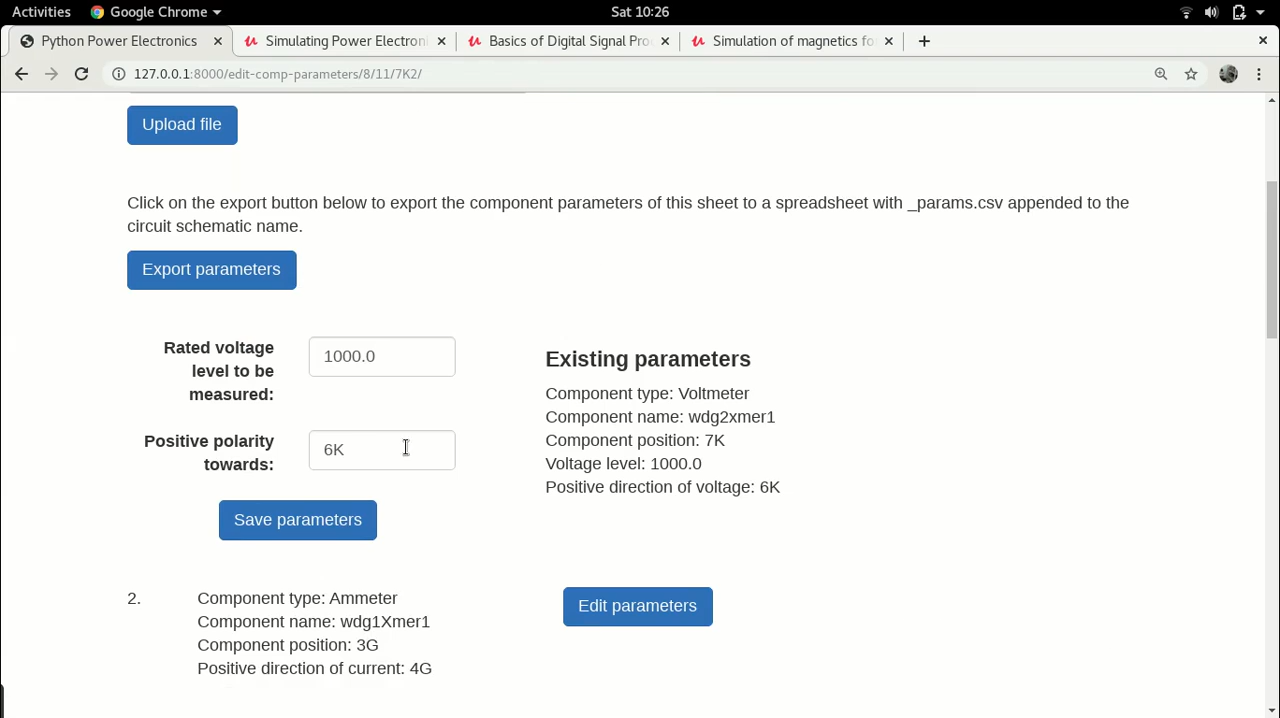 Activities Google Chrome Sat 10:26
Python Power Electronics Simulating Power Electroni Basics of Digital Signal Pro Simulation of magnetics fo
127.0.0.1:8000/edit-comp-parameters/8/11/7K2/
Upload file
Click on the export button below to export the component parameters of this sheet to a spreadsheet with _params.csv appended to the
circuit schematic name.
Export parameters
Rated voltage
level to be
measured:
1000.0
Positive polarity
towards:
6K
Save parameters
Existing parameters
Component type: Voltmeter
Component name: wdg2xmer1
Component position: 7K
Voltage level: 1000.0
Positive direction of voltage: 6K
2.
Component type: Ammeter
Component name: wdg1Xmer1
Component position: 3G
Positive direction of current: 4G
Edit parameters